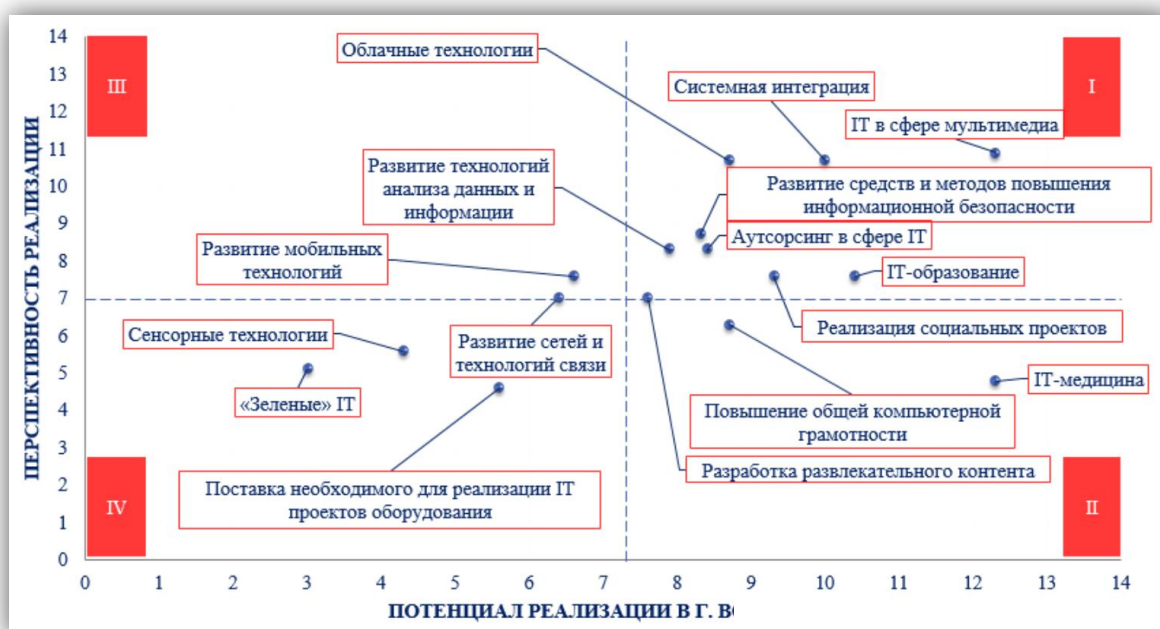 ПЕРСПЕКТИВНОСТЬ РЕАЛИЗАЦИИ
14
13
12
11
10
9
8
7
6
5
4
3
2
1
0
III
I
IV
II
Облачные технологии
Системная интеграция
IT в сфере мультимедиа
Развитие технологий
анализа данных и
информации
Развитие средств и методов повышения
информационной безопасности
Аутсорсинг в сфере IT
Развитие мобильных
технологий
IT-образование
Сенсорные технологии
Развитие сетей и
технологий связи
Реализация социальных проектов
«Зеленые» IT
IT-медицина
Повышение общей компьютерной
грамотности
Разработка развлекательного контента
Поставка необходимого для реализации IT
проектов оборудования
0 1 2 3 4 5 6 7 8 9 10 11 12 13 14
ПОТЕНЦИАЛ РЕАЛИЗАЦИИ В Г.